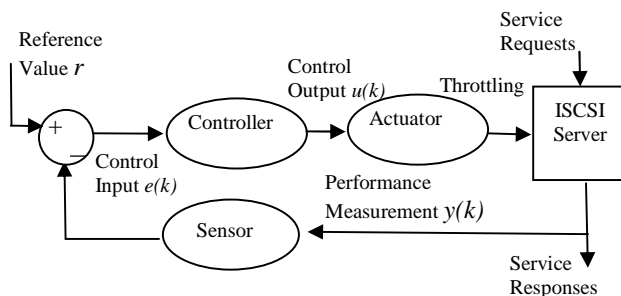 Reference
Value r
Service
Requests
Control
Output u(k)
Throttling
+
−
Controller
Actuator
ISCSI
Server
Control
Input e(k)
Performance
Measurement y(k)
Sensor
Service
Responses